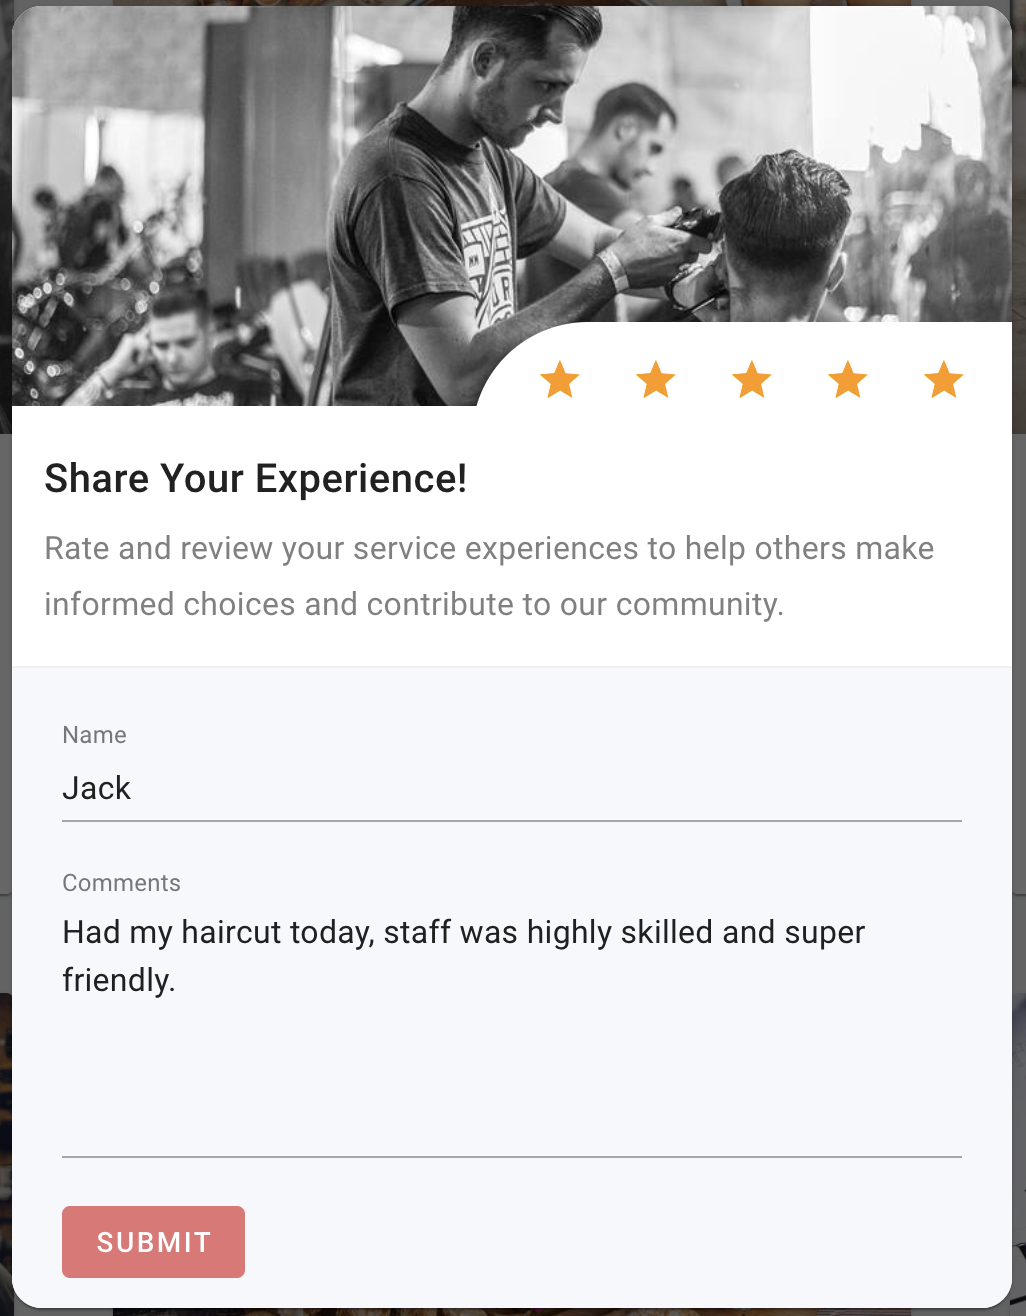 Share Your Experience!
Rate and review your service experiences to help others make
informed choices and contribute to our community.
Name
Jack
Comments
Had my haircut today, staff was highly skilled and super
friendly.
SUBMIT